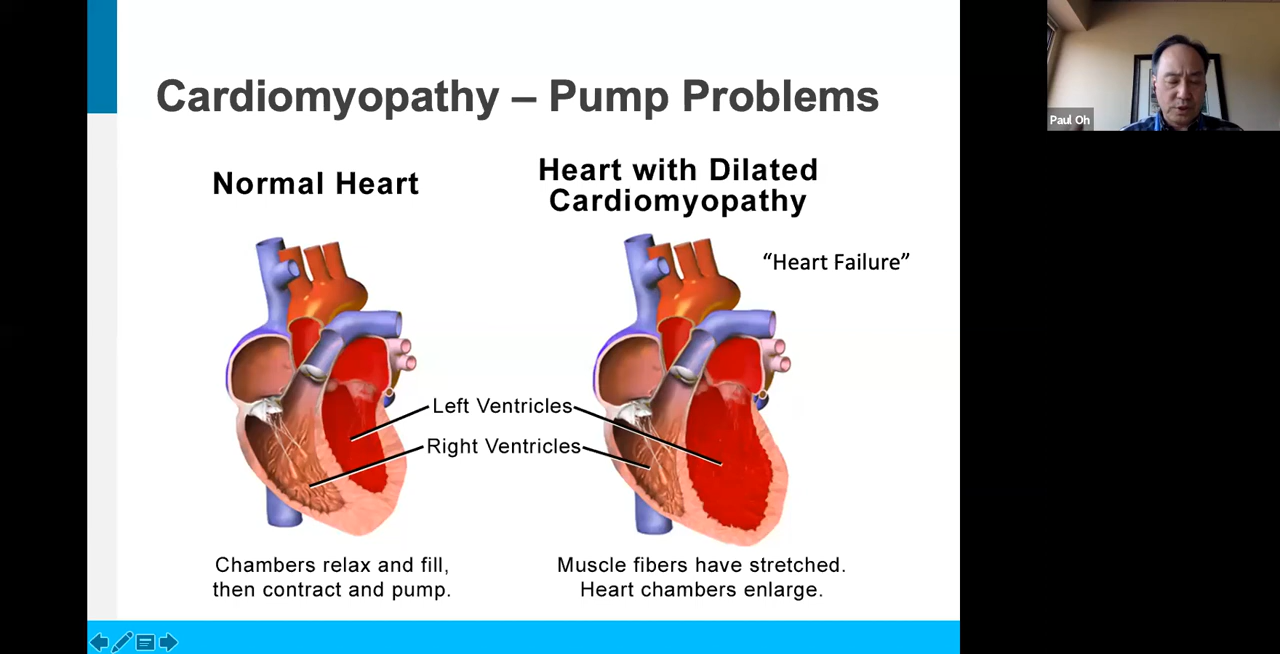 Cardiomyopathy – Pump Problems
Paul Oh
Normal Heart
Heart with Dilated
Cardiomyopathy
“Heart Failure”
Left Ventricles
Right Ventricles
Chambers relax and fill,
then contract and pump.
Muscle fibers have stretched.
Heart chambers enlarge.